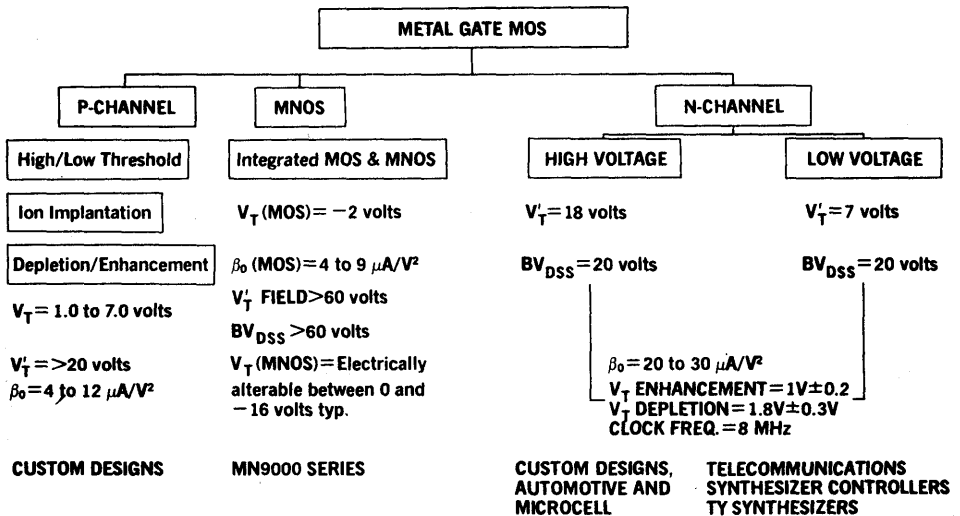 METAL GATE MOS
P-CHANNEL
High/Low Threshold
Ion Implantation
Depletion/Enhancement
V_T = 1.0 to 7.0 volts
V'_T = >20 volts
β₀=4 to 12 μA/V²
CUSTOM DESIGNS
MNOS
Integrated MOS & MNOS
V_T (MOS)= −2 volts
β₀ (MOS)=4 to 9 μA/V²
V'_T FIELD>60 volts
BV_DSS >60 volts
V_T (MNOS)=Electrically
alterable between 0 and
−16 volts typ.
MN9000 SERIES
N-CHANNEL
HIGH VOLTAGE
V'_T=18 volts
BV_DSS=20 volts
LOW VOLTAGE
V'_T=7 volts
BV_DSS=20 volts
β₀=20 to 30 μA/V²
V_T ENHANCEMENT=1V±0.2
V_T DEPLETION=1.8V±0.3V
CLOCK FREQ.=8 MHz
CUSTOM DESIGNS,
AUTOMOTIVE AND
MICROCELL
TELECOMMUNICATIONS
SYNTHESIZER CONTROLLERS
TY SYNTHESIZERS